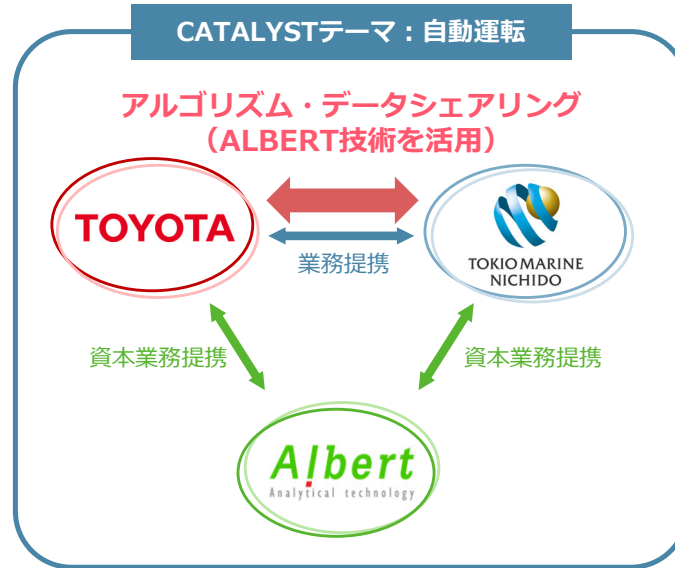 CATALYSTテーマ：自動運転
アルゴリズム・データシェアリング
（ALBERT技術を活用）
TOYOTA
業務提携
TOKIO MARINE
NICHIDO
資本業務提携
資本業務提携
Albert
Analytical technology